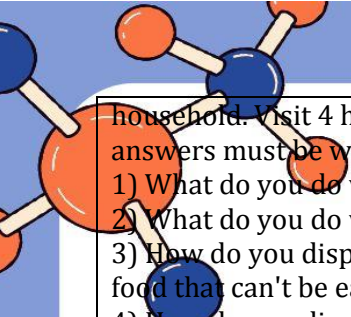 household. Visit 4 h
answers must be w
1) What do you do
2) What do you do
3) How do you disp
food that can't be ea